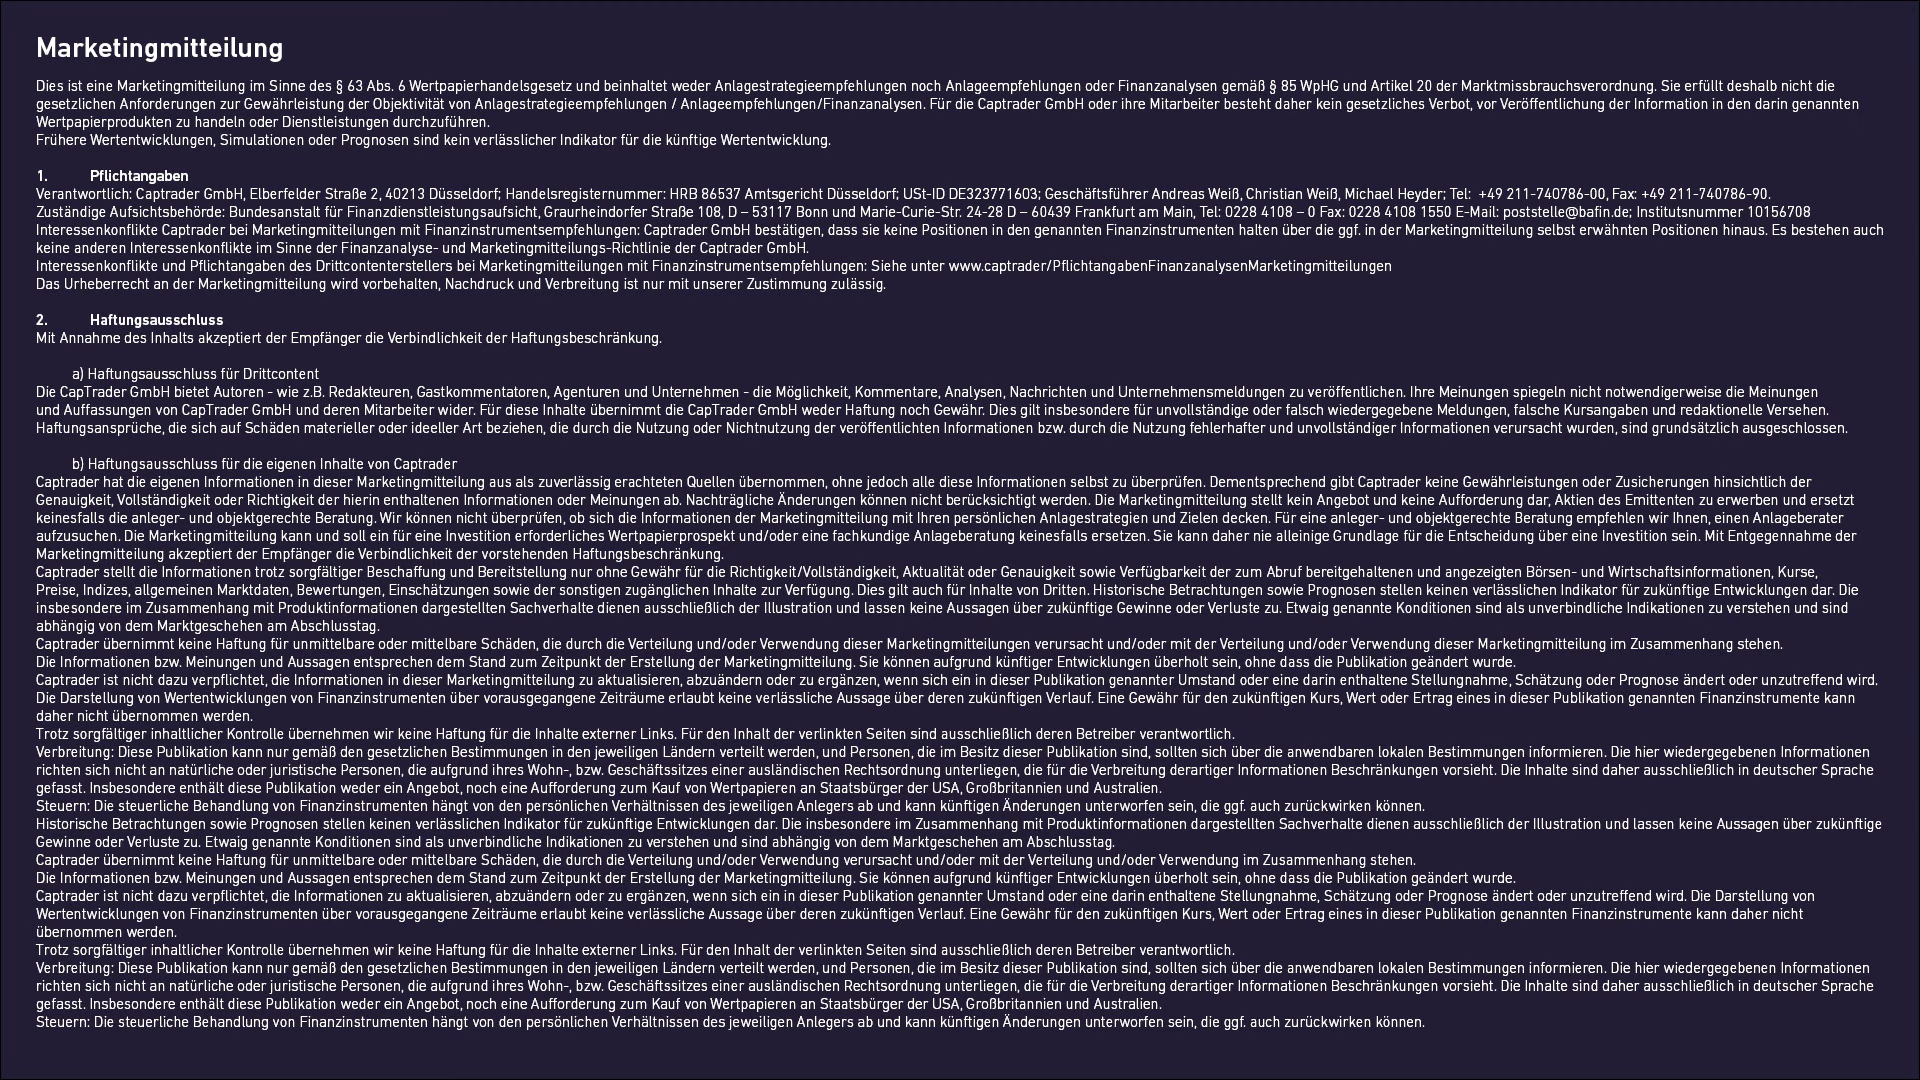 Marketingmitteilung
Dies ist eine Marketingmitteilung im Sinne des § 63 Abs. 6 Wertpapierhandelsgesetz und beinhaltet weder Anlagestrategieempfehlungen noch Anlageempfehlungen oder Finanzanalysen gemäß § 85 WpHG und Artikel 20 der Marktmissbrauchsverordnung. Sie erfüllt deshalb nicht die
gesetzlichen Anforderungen zur Gewährleistung der Objektivität von Anlagestrategieempfehlungen / Anlageempfehlungen/Finanzanalysen. Für die Captrader GmbH oder ihre Mitarbeiter besteht daher kein gesetzliches Verbot, vor Veröffentlichung der Information in den darin genannten
Wertpapierprodukten zu handeln oder Dienstleistungen durchzuführen.
Frühere Wertentwicklungen, Simulationen oder Prognosen sind kein verlässlicher Indikator für die künftige Wertentwicklung.
1. Pflichtangaben
Verantwortlich: Captrader GmbH, Elberfelder Straße 2, 40213 Düsseldorf; Handelsregisternummer: HRB 86537 Amtsgericht Düsseldorf; USt-ID DE323771603; Geschäftsführer Andreas Weiß, Christian Weiß, Michael Heyder; Tel: +49 211-740786-00, Fax: +49 211-740786-90.
Zuständige Aufsichtsbehörde: Bundesanstalt für Finanzdienstleistungsaufsicht, Graurheindorfer Straße 108, D – 53117 Bonn und Marie-Curie-Str. 24-28 D – 60439 Frankfurt am Main, Tel: 0228 4108 – 0 Fax: 0228 4108 1550 E-Mail: poststelle@bafin.de; Institutsnummer 10156708
Interessenkonflikte Captrader bei Marketingmitteilungen mit Finanzinstrumentsempfehlungen: Captrader GmbH bestätigen, dass sie keine Positionen in den genannten Finanzinstrumenten halten über die ggf. in der Marketingmitteilung selbst erwähnten Positionen hinaus. Es bestehen auch
keine anderen Interessenkonflikte im Sinne der Finanzanalyse- und Marketingmitteilungs-Richtlinie der Captrader GmbH.
Interessenkonflikte und Pflichtangaben des Drittcontenterstellers bei Marketingmitteilungen mit Finanzinstrumentsempfehlungen: Siehe unter www.captrader/PflichtangabenFinanzanalysenMarketingmitteilungen
Das Urheberrecht an der Marketingmitteilung wird vorbehalten, Nachdruck und Verbreitung ist nur mit unserer Zustimmung zulässig.
2. Haftungsausschluss
Mit Annahme des Inhalts akzeptiert der Empfänger die Verbindlichkeit der Haftungsbeschränkung.
a) Haftungsausschluss für Drittcontent
Die CapTrader GmbH bietet Autoren - wie z.B. Redakteuren, Gastkommentatoren, Agenturen und Unternehmen - die Möglichkeit, Kommentare, Analysen, Nachrichten und Unternehmensmeldungen zu veröffentlichen. Ihre Meinungen spiegeln nicht notwendigerweise die Meinungen
und Auffassungen von CapTrader GmbH und deren Mitarbeiter wider. Für diese Inhalte übernimmt die CapTrader GmbH weder Haftung noch Gewähr. Dies gilt insbesondere für unvollständige oder falsch wiedergegebene Meldungen, falsche Kursangaben und redaktionelle Versehen.
Haftungsansprüche, die sich auf Schäden materieller oder ideeller Art beziehen, die durch die Nutzung oder Nichtnutzung der veröffentlichten Informationen bzw. durch die Nutzung fehlerhafter und unvollständiger Informationen verursacht wurden, sind grundsätzlich ausgeschlossen.
b) Haftungsausschluss für die eigenen Inhalte von Captrader
Captrader hat die eigenen Informationen in dieser Marketingmitteilung aus als zuverlässig erachteten Quellen übernommen, ohne jedoch alle diese Informationen selbst zu überprüfen. Dementsprechend gibt Captrader keine Gewährleistungen oder Zusicherungen hinsichtlich der
Genauigkeit, Vollständigkeit oder Richtigkeit der hierin enthaltenen Informationen oder Meinungen ab. Nachträgliche Änderungen können nicht berücksichtigt werden. Die Marketingmitteilung stellt kein Angebot und keine Aufforderung dar, Aktien des Emittenten zu erwerben und ersetzt
keinesfalls die anleger- und objektgerechte Beratung. Wir können nicht überprüfen, ob sich die Informationen der Marketingmitteilung mit Ihren persönlichen Anlagestrategien und Zielen decken. Für eine anleger- und objektgerechte Beratung empfehlen wir Ihnen, einen Anlageberater
aufzusuchen. Die Marketingmitteilung kann und soll ein für eine Investition erforderliches Wertpapierprospekt und/oder eine fachkundige Anlageberatung keinesfalls ersetzen. Sie kann daher nie alleinige Grundlage für die Entscheidung über eine Investition sein. Mit Entgegennahme der
Marketingmitteilung akzeptiert der Empfänger die Verbindlichkeit der vorstehenden Haftungsbeschränkung.
Captrader stellt die Informationen trotz sorgfältiger Beschaffung und Bereitstellung nur ohne Gewähr für die Richtigkeit/Vollständigkeit, Aktualität oder Genauigkeit sowie Verfügbarkeit der zum Abruf bereitgehaltenen und angezeigten Börsen- und Wirtschaftsinformationen, Kurse,
Preise, Indizes, allgemeinen Marktdaten, Bewertungen, Einschätzungen sowie der sonstigen zugänglichen Inhalte zur Verfügung. Dies gilt auch für Inhalte von Dritten. Historische Betrachtungen sowie Prognosen stellen keinen verlässlichen Indikator für zukünftige Entwicklungen dar. Die
insbesondere im Zusammenhang mit Produktinformationen dargestellten Sachverhalte dienen ausschließlich der Illustration und lassen keine Aussagen über zukünftige Gewinne oder Verluste zu. Etwaig genannte Konditionen sind als unverbindliche Indikationen zu verstehen und sind
abhängig von dem Marktgeschehen am Abschlusstag.
Captrader übernimmt keine Haftung für unmittelbare oder mittelbare Schäden, die durch die Verteilung und/oder Verwendung dieser Marketingmitteilungen verursacht und/oder mit der Verteilung und/oder Verwendung dieser Marketingmitteilung im Zusammenhang stehen.
Die Informationen bzw. Meinungen und Aussagen entsprechen dem Stand zum Zeitpunkt der Erstellung der Marketingmitteilung. Sie können aufgrund künftiger Entwicklungen überholt sein, ohne dass die Publikation geändert wurde.
Captrader ist nicht dazu verpflichtet, die Informationen in dieser Marketingmitteilung zu aktualisieren, abzuändern oder zu ergänzen, wenn sich ein in dieser Publikation genannter Umstand oder eine darin enthaltene Stellungnahme, Schätzung oder Prognose ändert oder unzutreffend wird.
Die Darstellung von Wertentwicklungen von Finanzinstrumenten über vorausgegangene Zeiträume erlaubt keine verlässliche Aussage über deren zukünftigen Verlauf. Eine Gewähr für den zukünftigen Kurs, Wert oder Ertrag eines in dieser Publikation genannten Finanzinstrumente kann
daher nicht übernommen werden.
Trotz sorgfältiger inhaltlicher Kontrolle übernehmen wir keine Haftung für die Inhalte externer Links. Für den Inhalt der verlinkten Seiten sind ausschließlich deren Betreiber verantwortlich.
Verbreitung: Diese Publikation kann nur gemäß den gesetzlichen Bestimmungen in den jeweiligen Ländern verteilt werden, und Personen, die im Besitz dieser Publikation sind, sollten sich über die anwendbaren lokalen Bestimmungen informieren. Die hier wiedergegebenen Informationen
richten sich nicht an natürliche oder juristische Personen, die aufgrund ihres Wohn-, bzw. Geschäftssitzes einer ausländischen Rechtsordnung unterliegen, die für die Verbreitung derartiger Informationen Beschränkungen vorsieht. Die Inhalte sind daher ausschließlich in deutscher Sprache
gefasst. Insbesondere enthält diese Publikation weder ein Angebot, noch eine Aufforderung zum Kauf von Wertpapieren an Staatsbürger der USA, Großbritannien und Australien.
Steuern: Die steuerliche Behandlung von Finanzinstrumenten hängt von den persönlichen Verhältnissen des jeweiligen Anlegers ab und kann künftigen Änderungen unterworfen sein, die ggf. auch zurückwirken können.
Historische Betrachtungen sowie Prognosen stellen keinen verlässlichen Indikator für zukünftige Entwicklungen dar. Die insbesondere im Zusammenhang mit Produktinformationen dargestellten Sachverhalte dienen ausschließlich der Illustration und lassen keine Aussagen über zukünftige
Gewinne oder Verluste zu. Etwaig genannte Konditionen sind als unverbindliche Indikationen zu verstehen und sind abhängig von dem Marktgeschehen am Abschlusstag.
Captrader übernimmt keine Haftung für unmittelbare oder mittelbare Schäden, die durch die Verteilung und/oder Verwendung verursacht und/oder mit der Verteilung und/oder Verwendung im Zusammenhang stehen.
Die Informationen bzw. Meinungen und Aussagen entsprechen dem Stand zum Zeitpunkt der Erstellung der Marketingmitteilung. Sie können aufgrund künftiger Entwicklungen überholt sein, ohne dass die Publikation geändert wurde.
Captrader ist nicht dazu verpflichtet, die Informationen zu aktualisieren, abzuändern oder zu ergänzen, wenn sich ein in dieser Publikation genannter Umstand oder eine darin enthaltene Stellungnahme, Schätzung oder Prognose ändert oder unzutreffend wird. Die Darstellung von
Wertentwicklungen von Finanzinstrumenten über vorausgegangene Zeiträume erlaubt keine verlässliche Aussage über deren zukünftigen Verlauf. Eine Gewähr für den zukünftigen Kurs, Wert oder Ertrag eines in dieser Publikation genannten Finanzinstrumente kann daher nicht
übernommen werden.
Trotz sorgfältiger inhaltlicher Kontrolle übernehmen wir keine Haftung für die Inhalte externer Links. Für den Inhalt der verlinkten Seiten sind ausschließlich deren Betreiber verantwortlich.
Verbreitung: Diese Publikation kann nur gemäß den gesetzlichen Bestimmungen in den jeweiligen Ländern verteilt werden, und Personen, die im Besitz dieser Publikation sind, sollten sich über die anwendbaren lokalen Bestimmungen informieren. Die hier wiedergegebenen Informationen
richten sich nicht an natürliche oder juristische Personen, die aufgrund ihres Wohn-, bzw. Geschäftssitzes einer ausländischen Rechtsordnung unterliegen, die für die Verbreitung derartiger Informationen Beschränkungen vorsieht. Die Inhalte sind daher ausschließlich in deutscher Sprache
gefasst. Insbesondere enthält diese Publikation weder ein Angebot, noch eine Aufforderung zum Kauf von Wertpapieren an Staatsbürger der USA, Großbritannien und Australien.
Steuern: Die steuerliche Behandlung von Finanzinstrumenten hängt von den persönlichen Verhältnissen des jeweiligen Anlegers ab und kann künftigen Änderungen unterworfen sein, die ggf. auch zurückwirken können.